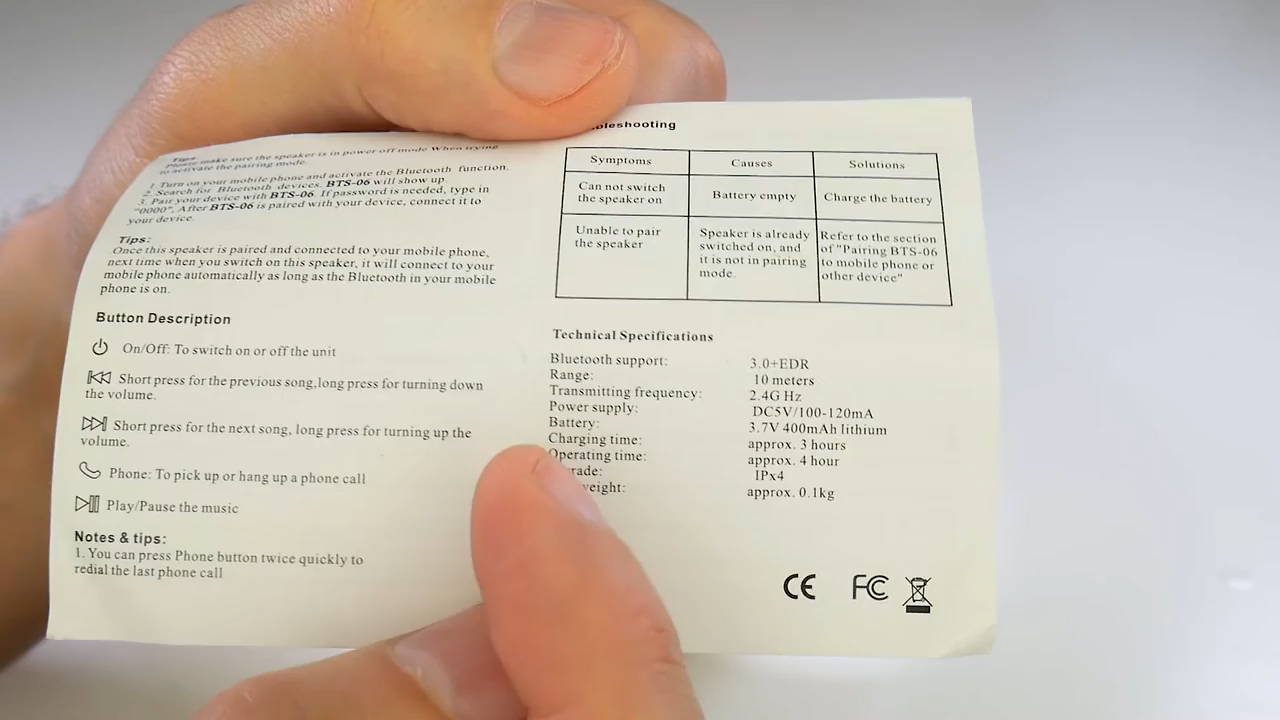 Tips:
Please make sure the speaker is in power off mode When trying
to activate the pairing mode.
1. Turn on your mobile phone and activate the Bluetooth function.
2. Search for Bluetooth devices. BTS-06 will show up.
3. Pair your device with BTS-06. If password is needed, type in
"0000", After BTS-06 is paired with your device, connect it to
your device.
Tips:
Once this speaker is paired and connected to your mobile phone,
next time when you switch on this speaker, it will connect to your
mobile phone automatically as long as the Bluetooth in your mobile
phone is on.
Button Description
On/Off: To switch on or off the unit
Short press for the previous song,long press for turning down
the volume.
Short press for the next song, long press for turning up the
volume.
Phone: To pick up or hang up a phone call
Play/Pause the music
Notes & tips:
1. You can press Phone button twice quickly to
redial the last phone call
bleshooting
Symptoms Causes Solutions
Can not switch
the speaker on
Battery empty
Charge the battery
Unable to pair
the speaker
Speaker is already
switched on, and
it is not in pairing
mode.
Refer to the section
of "Pairing BTS-06
to mobile phone or
other device"
Technical Specifications
Bluetooth support: 3.0+EDR
Range: 10 meters
Transmitting frequency: 2.4G Hz
Power supply: DC5V/100-120mA
Battery: 3.7V 400mAh lithium
Charging time: approx. 3 hours
Operating time: approx. 4 hour
rade: IPx4
eight: approx. 0.1kg
CE FC